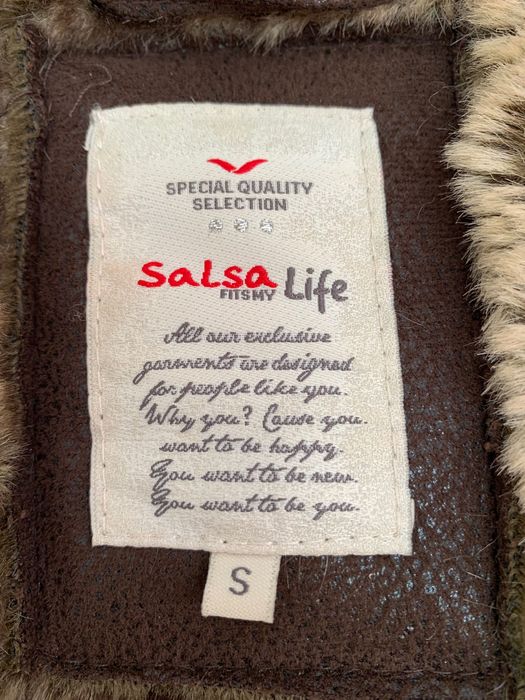 SPECIAL QUALITY
SELECTION
Salsa
FITS MY Life
All our exclusive
garments are designed
for people like you.
Why you? Cause you.
want to be happy.
You want to be new.
You want to be you.
S